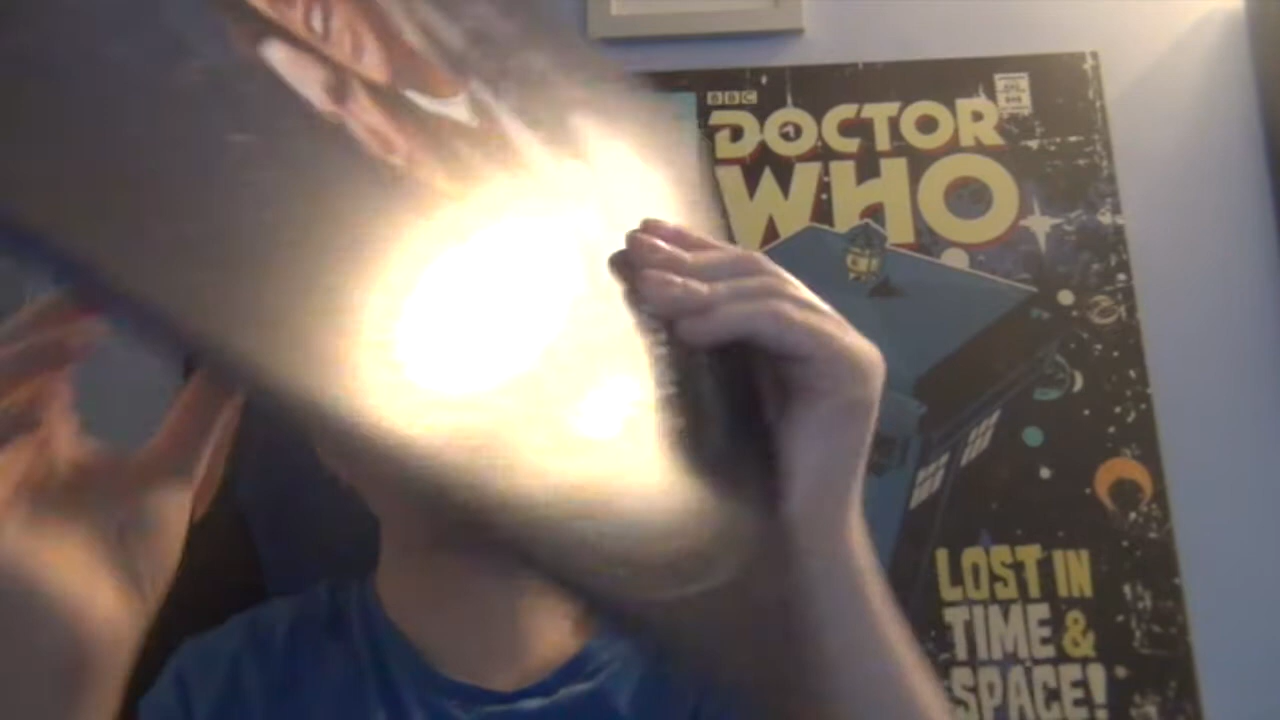 BBC
DOCTOR
WHO
LOST IN
TIME &
SPACE!